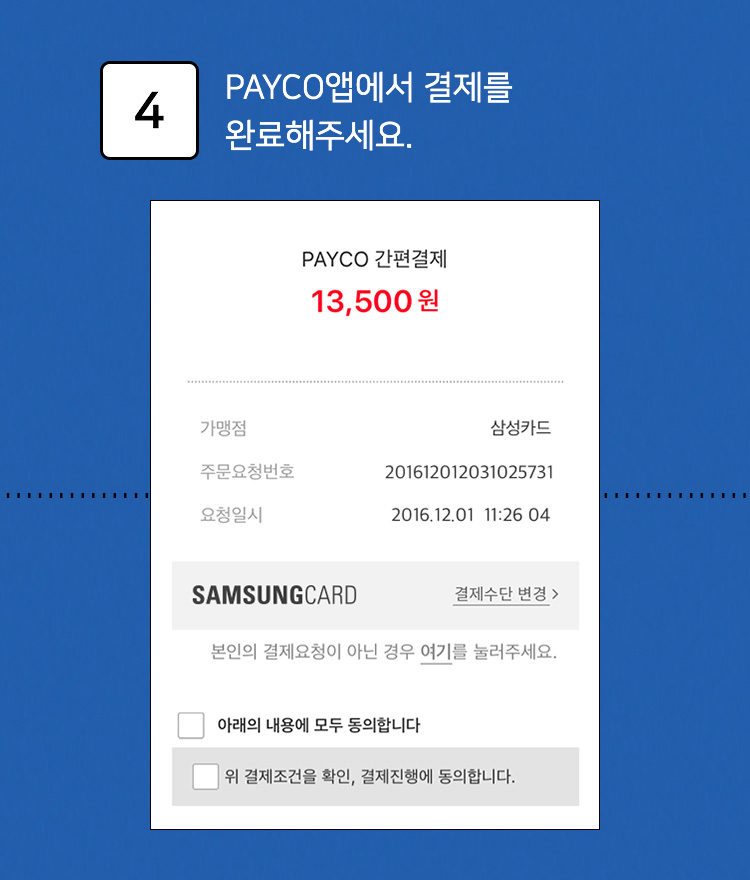 4
PAYCO앱에서 결제를
완료해주세요.
PAYCO 간편결제
13,500원
가맹점 삼성카드
주문요청번호 201612012031025731
요청일시 2016.12.01 11:26 04
SAMSUNGCARD 결제수단 변경 >
본인의 결제요청이 아닌 경우 여기를 눌러주세요.
아래의 내용에 모두 동의합니다
위 결제조건을 확인, 결제진행에 동의합니다.